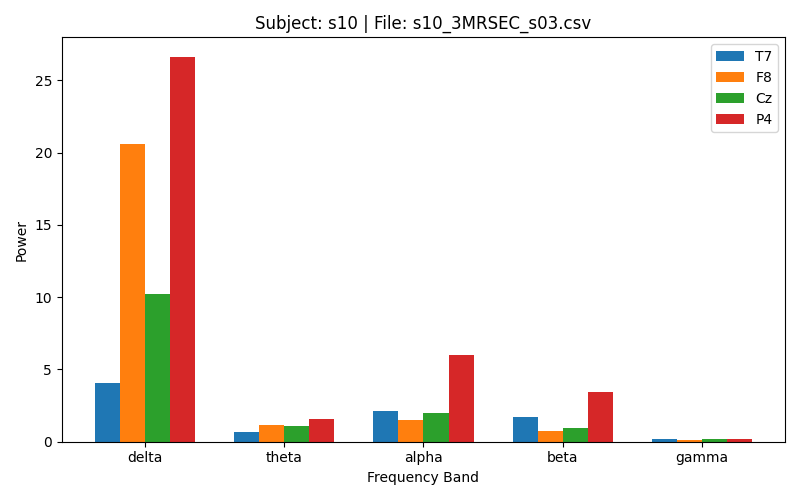 Subject: s10 | File: s10_3MRSEC_s03.csv
T7
F8
Cz
P4
Power
25
20
15
10
5
0
delta theta alpha beta gamma
Frequency Band